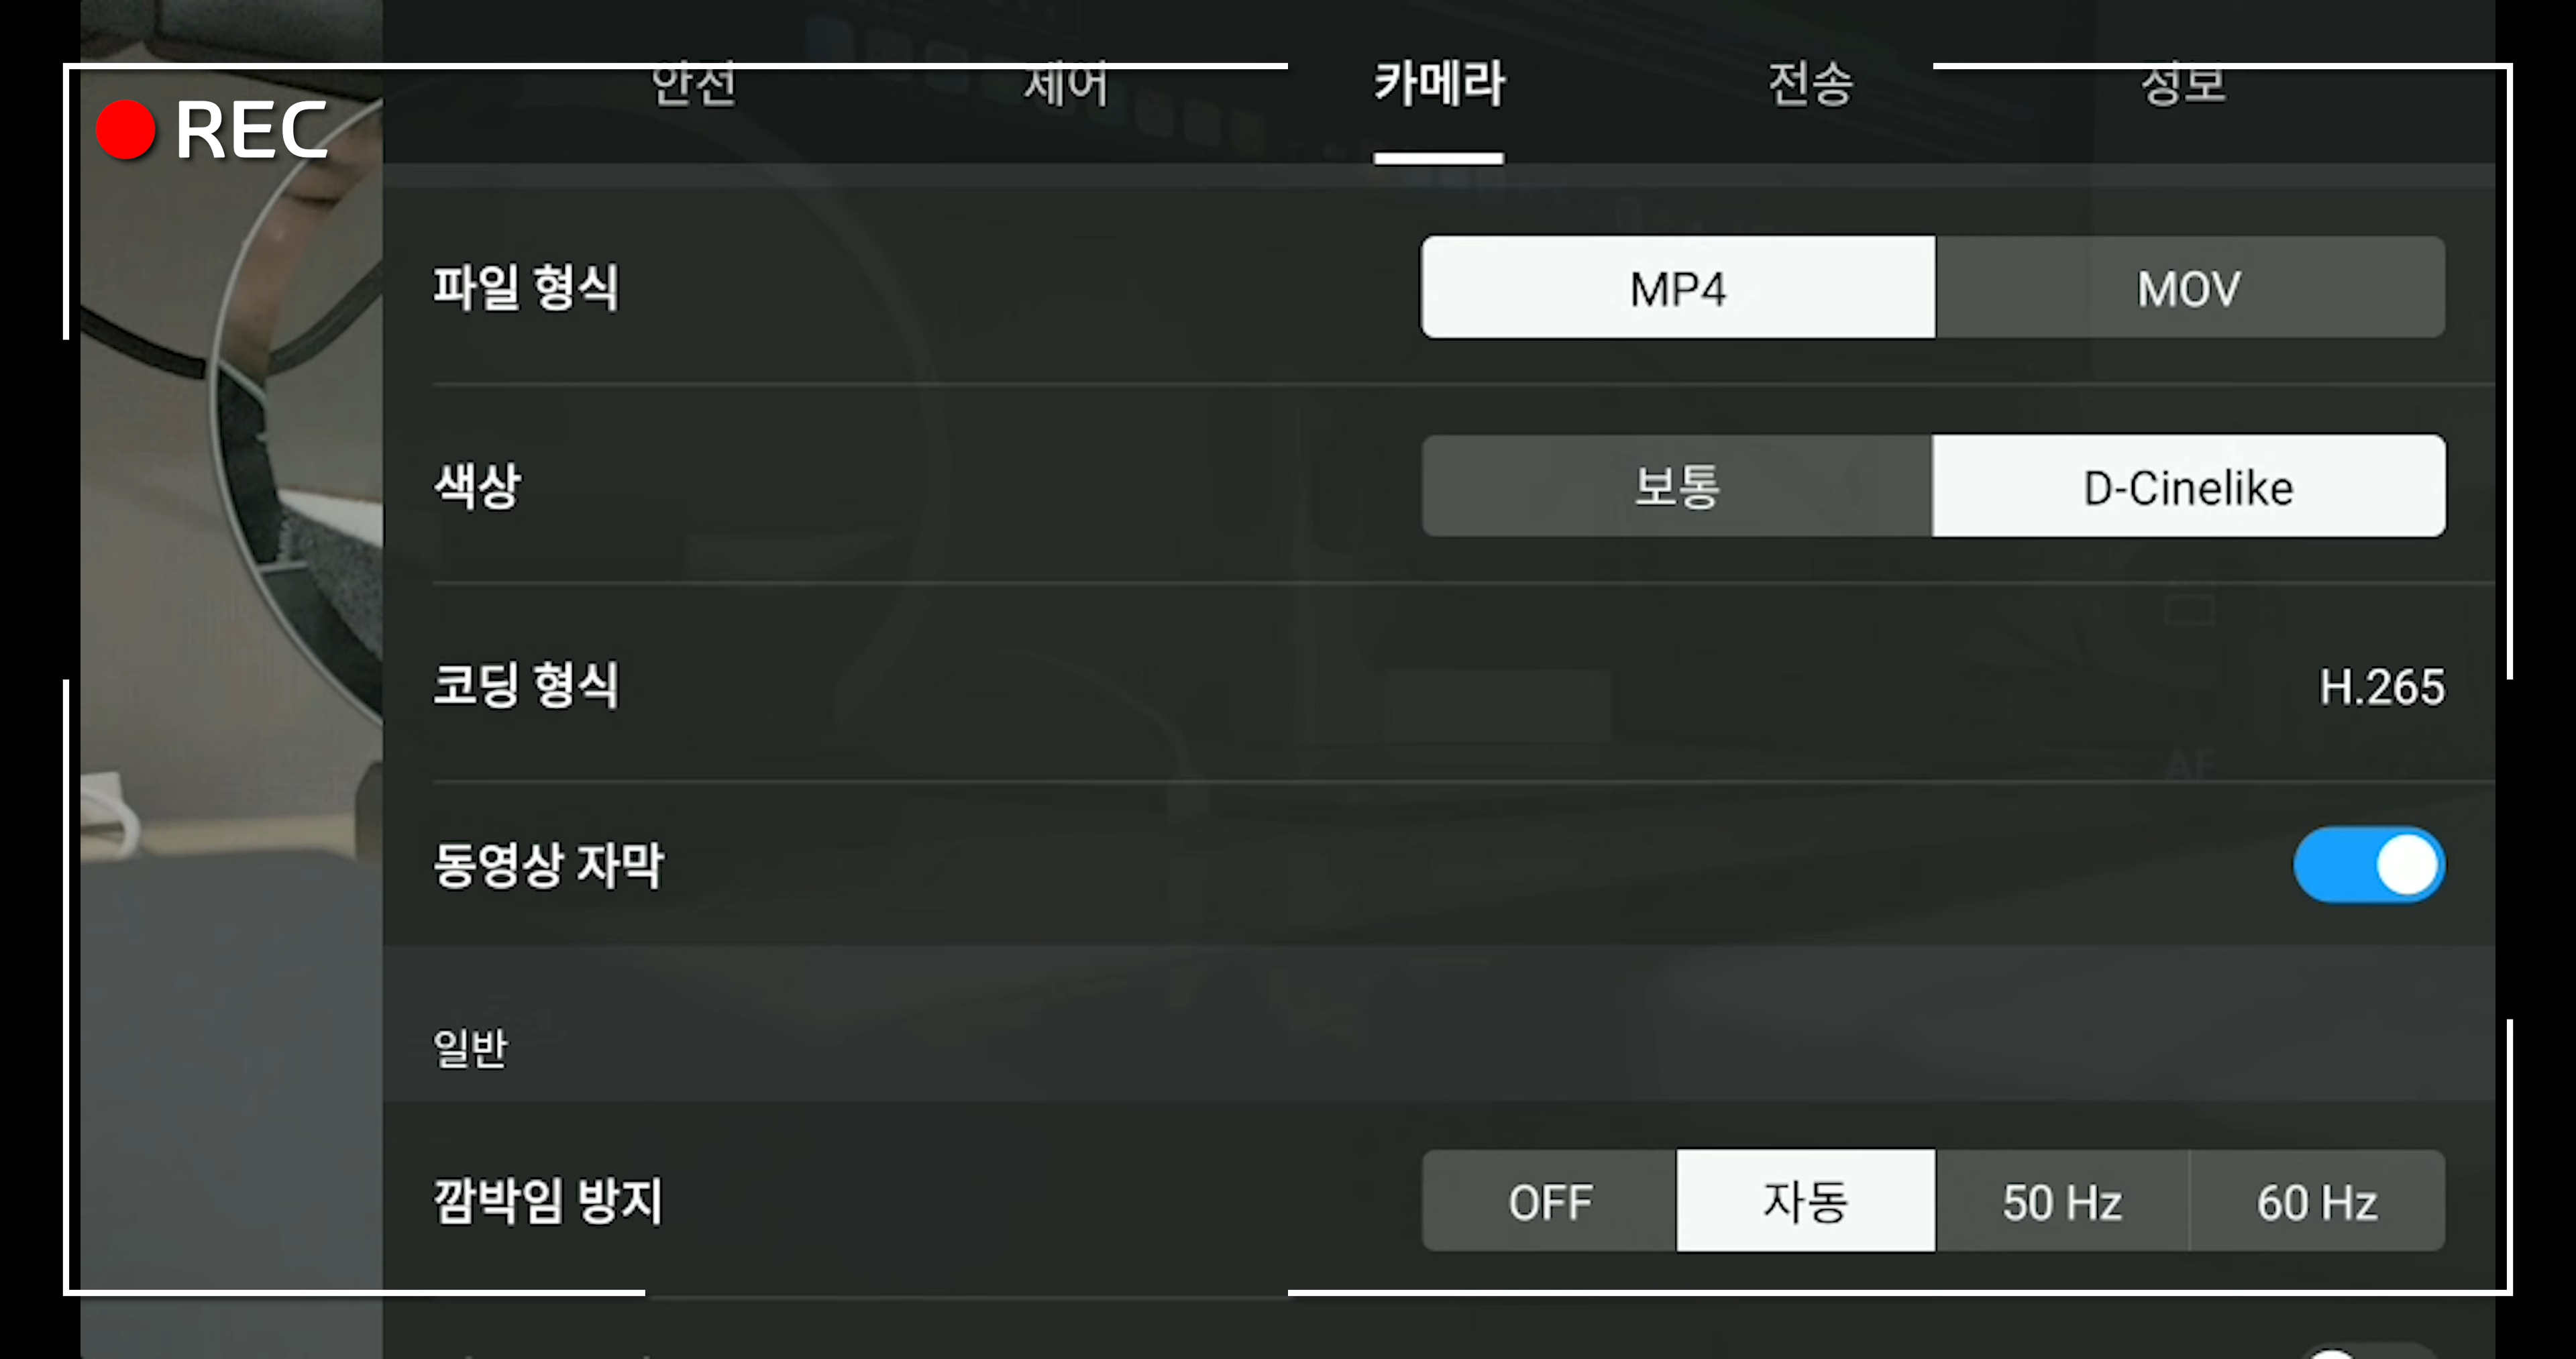 안전 제어 카메라 전송 정보
REC
파일 형식 MP4 MOV
색상 보통 D-Cinelike
코딩 형식 H.265
AF
동영상 자막
일반
깜박임 방지 OFF 자동 50 Hz 60 Hz